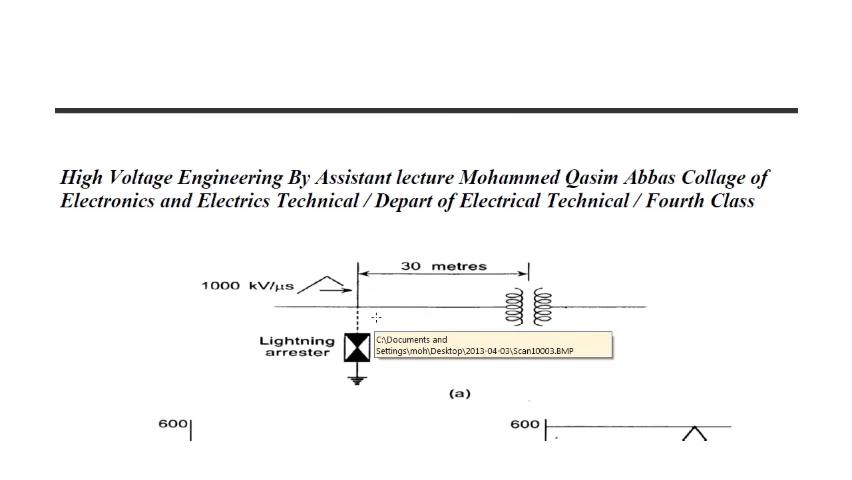 High Voltage Engineering By Assistant lecture Mohammed Qasim Abbas Collage of
Electronics and Electrics Technical / Depart of Electrical Technical / Fourth Class
30 metres
1000 kV/μs
Lightning
arrester
C:\Documents and
Settings\moh\Desktop\2013-04-03\Scan10003.BMP
(a)
600
600